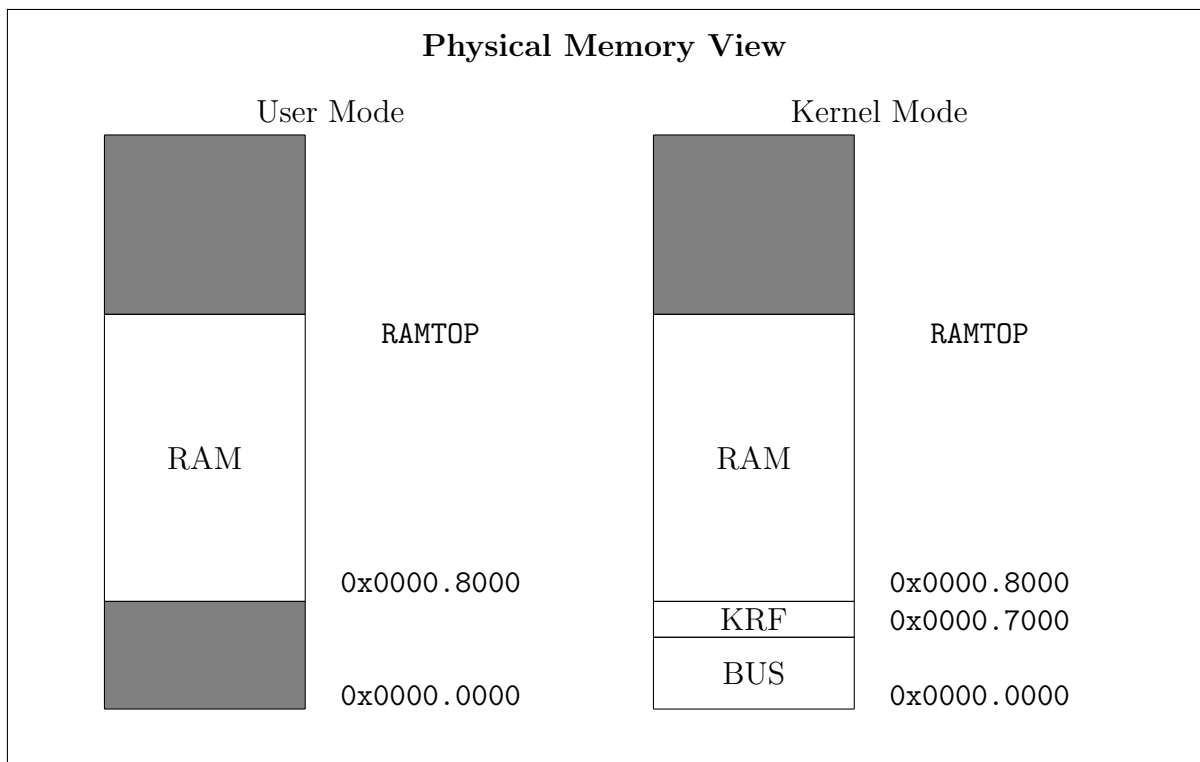 Physical Memory View
User Mode
Kernel Mode
RAMTOP
RAMTOP
RAM
RAM
0x0000.8000
0x0000.8000
KRF
0x0000.7000
BUS
0x0000.0000
0x0000.0000